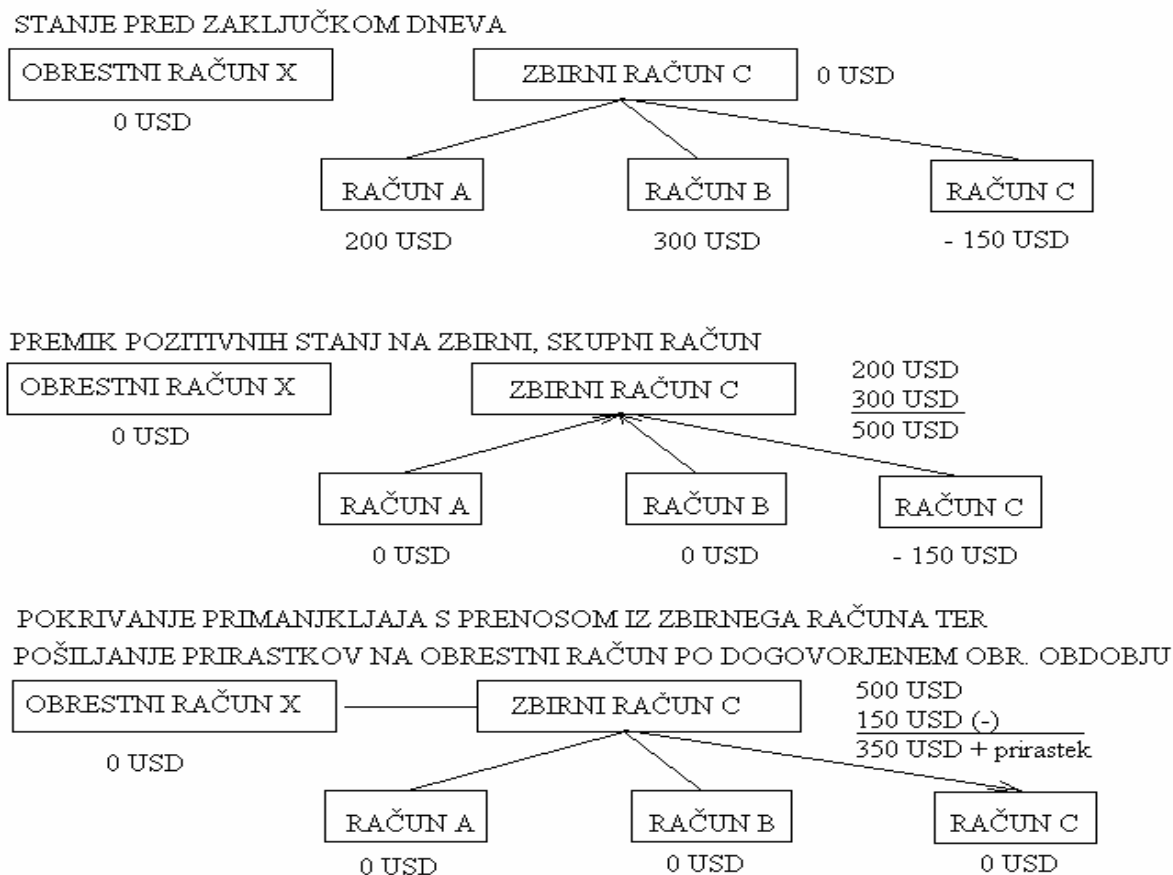 STANJE PRED ZAKLJUČKOM DNEVA
OBRESTNI RAČUN X
ZBIRNI RAČUN C
0 USD
0 USD
RAČUN A
RAČUN B
RAČUN C
200 USD
300 USD
- 150 USD
PREMIK POZITIVNIH STANJ NA ZBIRNI, SKUPNI RAČUN
OBRESTNI RAČUN X
ZBIRNI RAČUN C
200 USD
300 USD
500 USD
0 USD
RAČUN A
RAČUN B
RAČUN C
0 USD
0 USD
- 150 USD
POKRIVANJE PRIMANJKLJAJA S PRENOSOM IZ ZBIRNEGA RAČUNA TER
POŠILJANJE PRIRASTKOV NA OBRESTNI RAČUN PO DOGOVORJENEM OBR. OBDOBJU
OBRESTNI RAČUN X
ZBIRNI RAČUN C
500 USD
150 USD (-)
350 USD + prirastek
0 USD
RAČUN A
RAČUN B
RAČUN C
0 USD
0 USD
0 USD